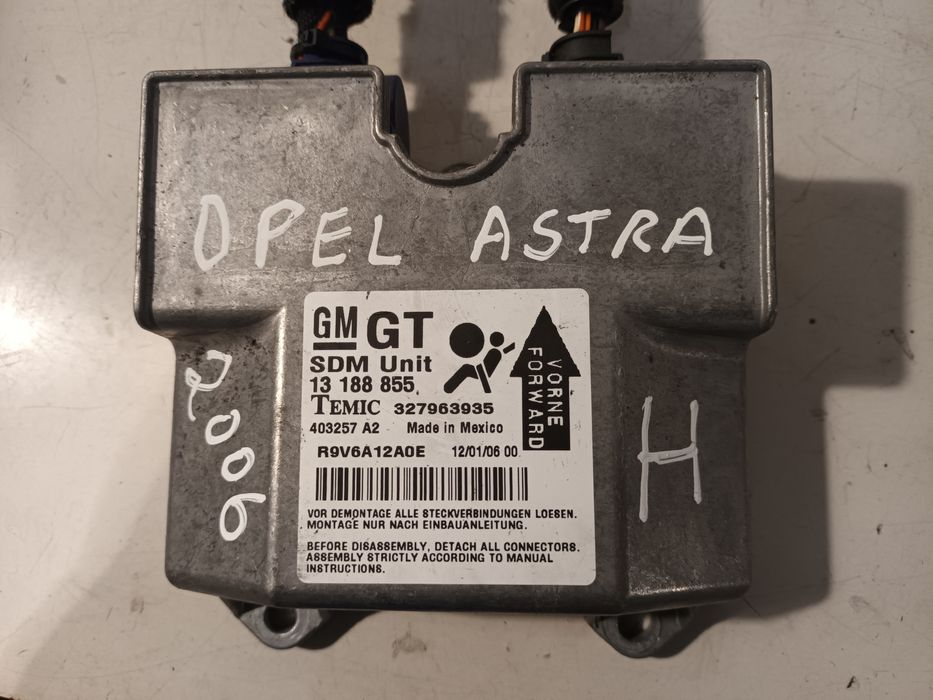 OPEL ASTRA
2006
H
GM GT
SDM Unit
13 188 855
TEMIC 327963935
403257 A2 Made in Mexico
R9V6A12A0E 12/01/06 00
VORNE
FORWARD
VOR DEMONTAGE ALLE STECKVERBINDUNGEN LOESEN.
MONTAGE NUR NACH EINBAUANLEITUNG.
BEFORE DISASSEMBLY, DETACH ALL CONNECTORS.
ASSEMBLY STRICTLY ACCORDING TO MANUAL
INSTRUCTIONS.